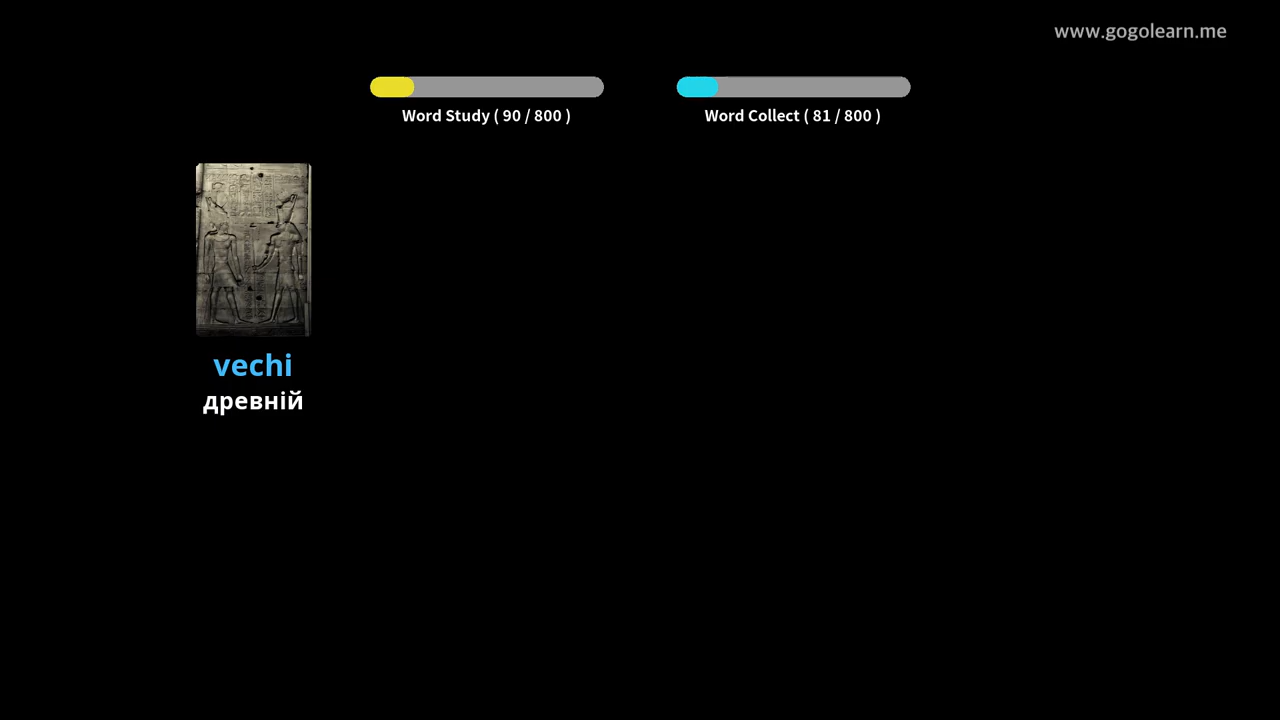 www.gogolearn.me
Word Study ( 90 / 800 )
Word Collect ( 81 / 800 )
vechi
древній